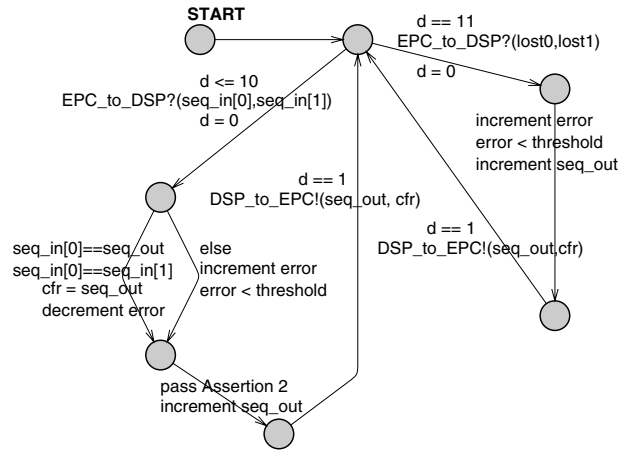 START
d == 11
EPC_to_DSP?(lost0,lost1)
d = 0
d <= 10
EPC_to_DSP?(seq_in[0],seq_in[1])
d = 0
increment error
error < threshold
increment seq_out
d == 1
DSP_to_EPC!(seq_out, cfr)
d == 1
DSP_to_EPC!(seq_out,cfr)
seq_in[0]==seq_out
seq_in[0]==seq_in[1]
cfr = seq_out
decrement error
else
increment error
error < threshold
pass Assertion 2
increment seq_out